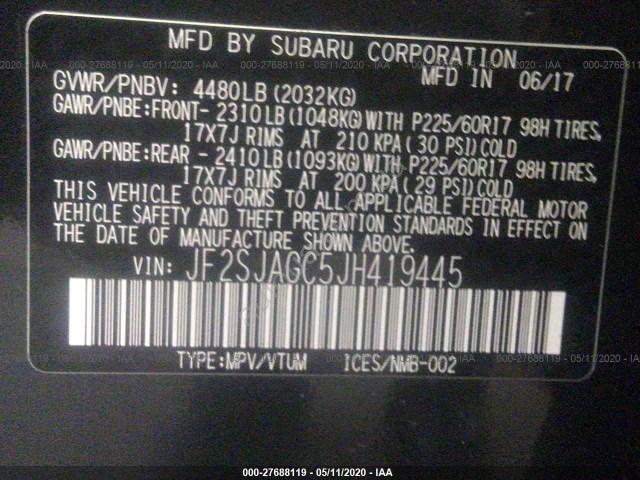 MFD BY SUBARU CORPORATION
MFD IN 06/17
GVWR/PNBV: 4480LB (2032KG)
GAWR/PNBE:FRONT- 2310LB(1048KG)WITH P225/60R17 98H TIRES,
17X7J RIMS AT 210 KPA( 30 PSI)COLD
GAWR/PNBE:REAR - 2410LB(1093KG)WITH P225/60R17 98H TIRES,
17X7J RIMS AT 200 KPA( 29 PSI)COLD
THIS VEHICLE CONFORMS TO ALL APPLICABLE FEDERAL MOTOR
VEHICLE SAFETY AND THEFT PREVENTION STANDARDS IN EFFECT ON
THE DATE OF MANUFACTURE SHOWN ABOVE.
VIN: JF2SJAGC5JH419445
TYPE:MPV/VTUM ICES/NMB-002
000-27688119 - 05/11/2020 - IAA